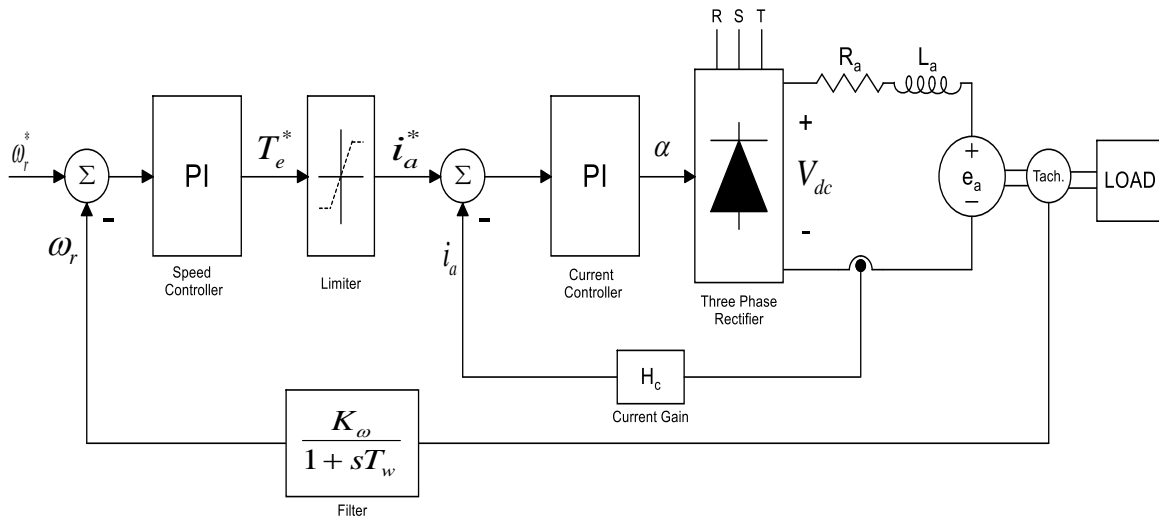 R S T
R_a
L_a
ω_r^*
Σ
-
ω_r
PI
Speed
Controller
T_e^*
Limiter
i_a^*
Σ
-
i_a
PI
Current
Controller
α
Three Phase
Rectifier
+
V_dc
-
+
e_a
−
Tach.
LOAD
H_c
Current Gain
K_ω
1 + sT_w
Filter